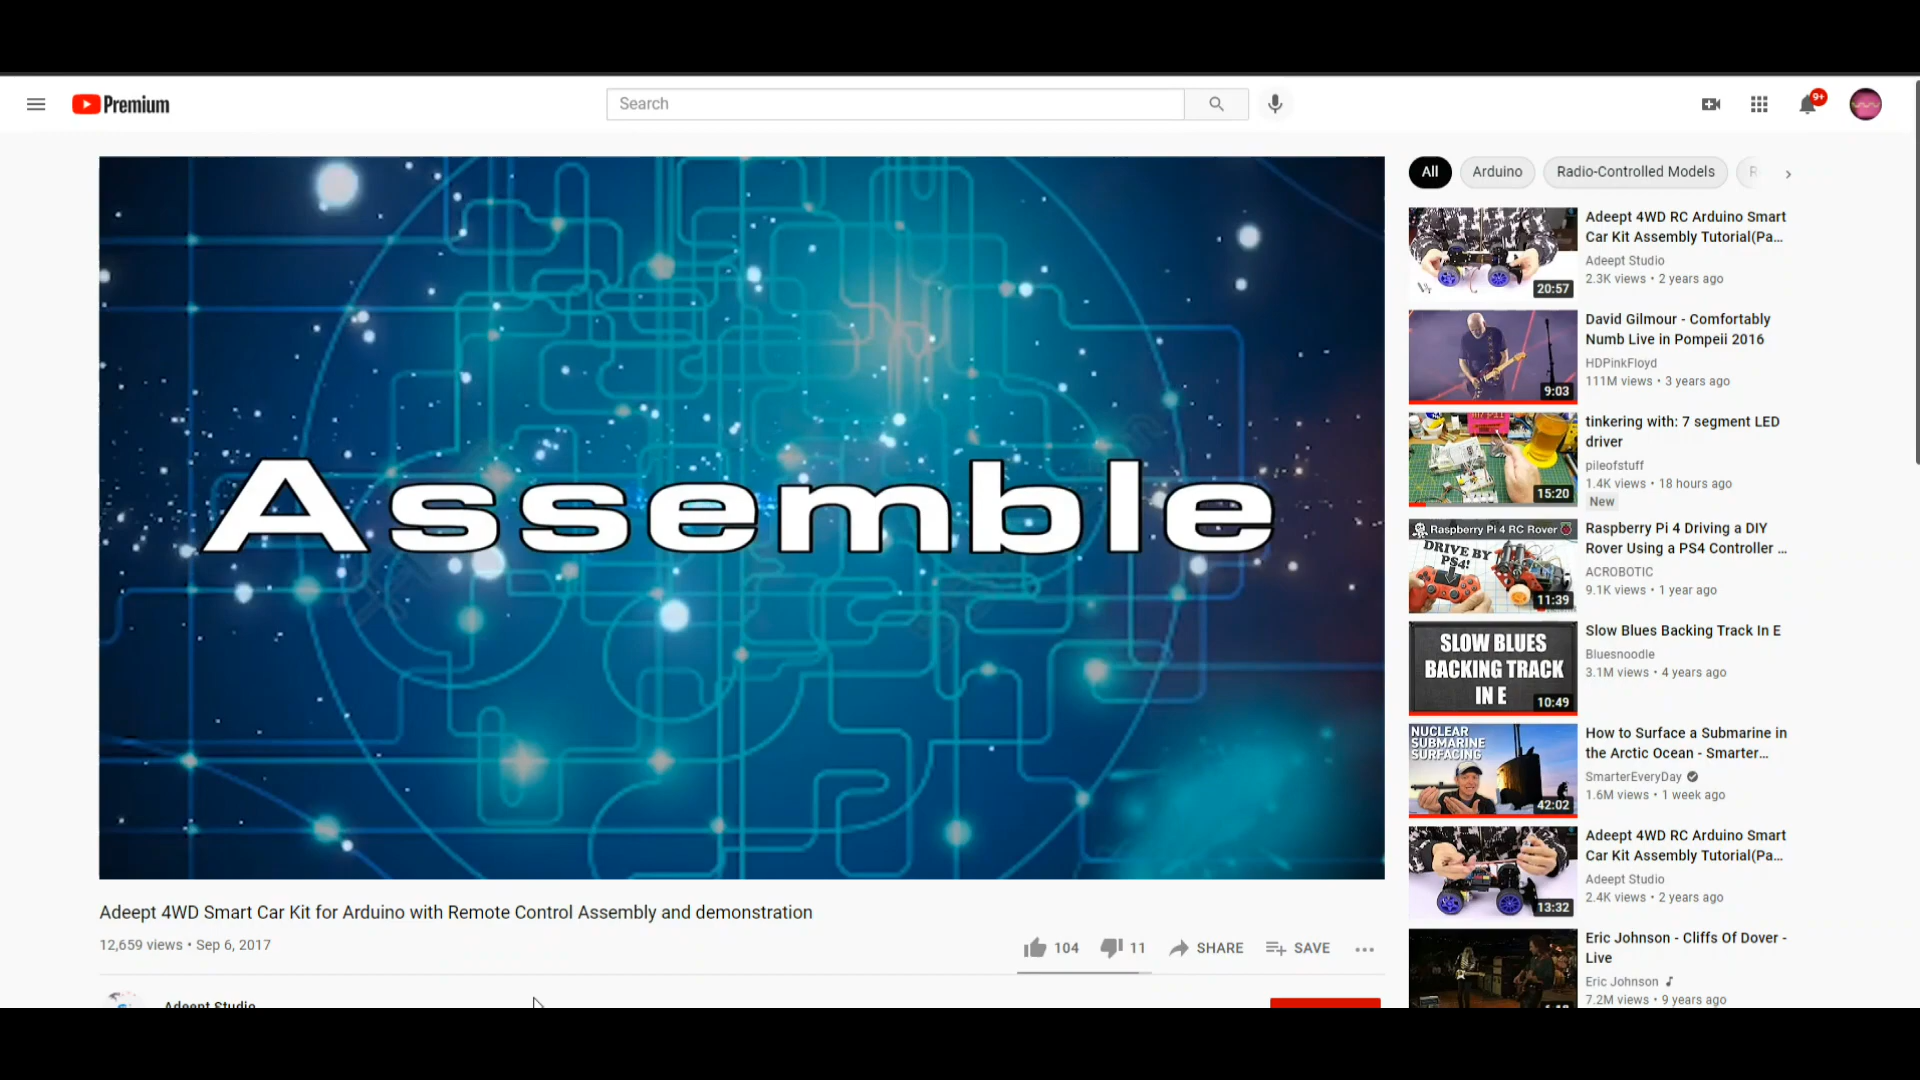 Premium
Search
9+
Assemble
Adeept 4WD Smart Car Kit for Arduino with Remote Control Assembly and demonstration
12,659 views • Sep 6, 2017
104
11
SHARE
SAVE
Adeept Studio
All
Arduino
Radio-Controlled Models
Adeept 4WD RC Arduino Smart
Car Kit Assembly Tutorial(Pa...
Adeept Studio
2.3K views • 2 years ago
20:57
David Gilmour - Comfortably
Numb Live in Pompeii 2016
HDPinkFloyd
111M views • 3 years ago
9:03
tinkering with: 7 segment LED
driver
pileofstuff
1.4K views • 18 hours ago
New
15:20
Raspberry Pi 4 RC Rover
DRIVE BY
PS4!
11:39
Raspberry Pi 4 Driving a DIY
Rover Using a PS4 Controller ...
ACROBOTIC
9.1K views • 1 year ago
SLOW BLUES
BACKING TRACK
IN E
10:49
Slow Blues Backing Track In E
Bluesnoodle
3.1M views • 4 years ago
NUCLEAR
SUBMARINE
SURFACING
42:02
How to Surface a Submarine in
the Arctic Ocean - Smarter...
SmarterEveryDay
1.6M views • 1 week ago
Adeept 4WD RC Arduino Smart
Car Kit Assembly Tutorial(Pa...
Adeept Studio
2.4K views • 2 years ago
13:32
Eric Johnson - Cliffs Of Dover -
Live
Eric Johnson
7.2M views • 9 years ago